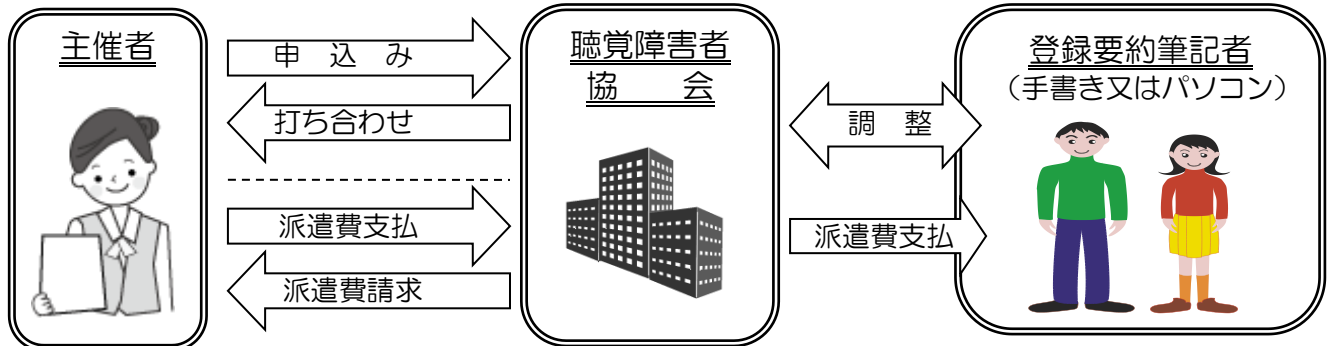 主催者
申　込　み
打ち合わせ
派遣費支払
派遣費請求
聴覚障害者
協　　会
調　整
派遣費支払
登録要約筆記者
（手書き又はパソコン）